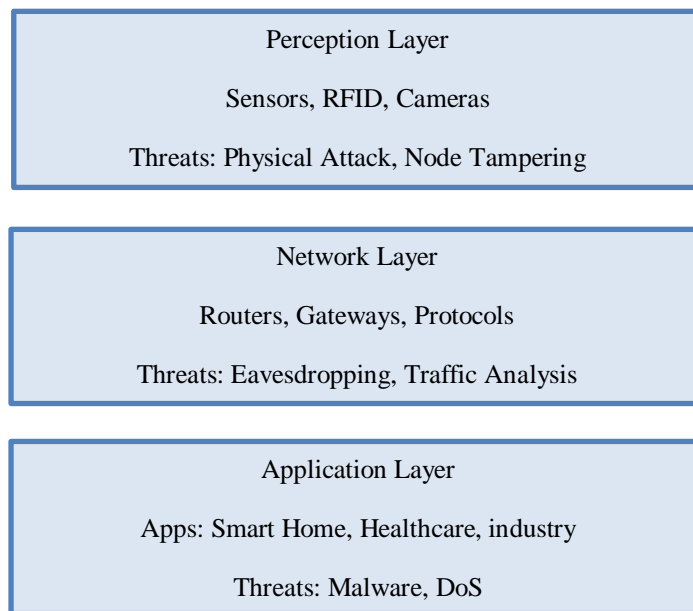 Perception Layer
Sensors, RFID, Cameras
Threats: Physical Attack, Node Tampering
Network Layer
Routers, Gateways, Protocols
Threats: Eavesdropping, Traffic Analysis
Application Layer
Apps: Smart Home, Healthcare, industry
Threats: Malware, DoS